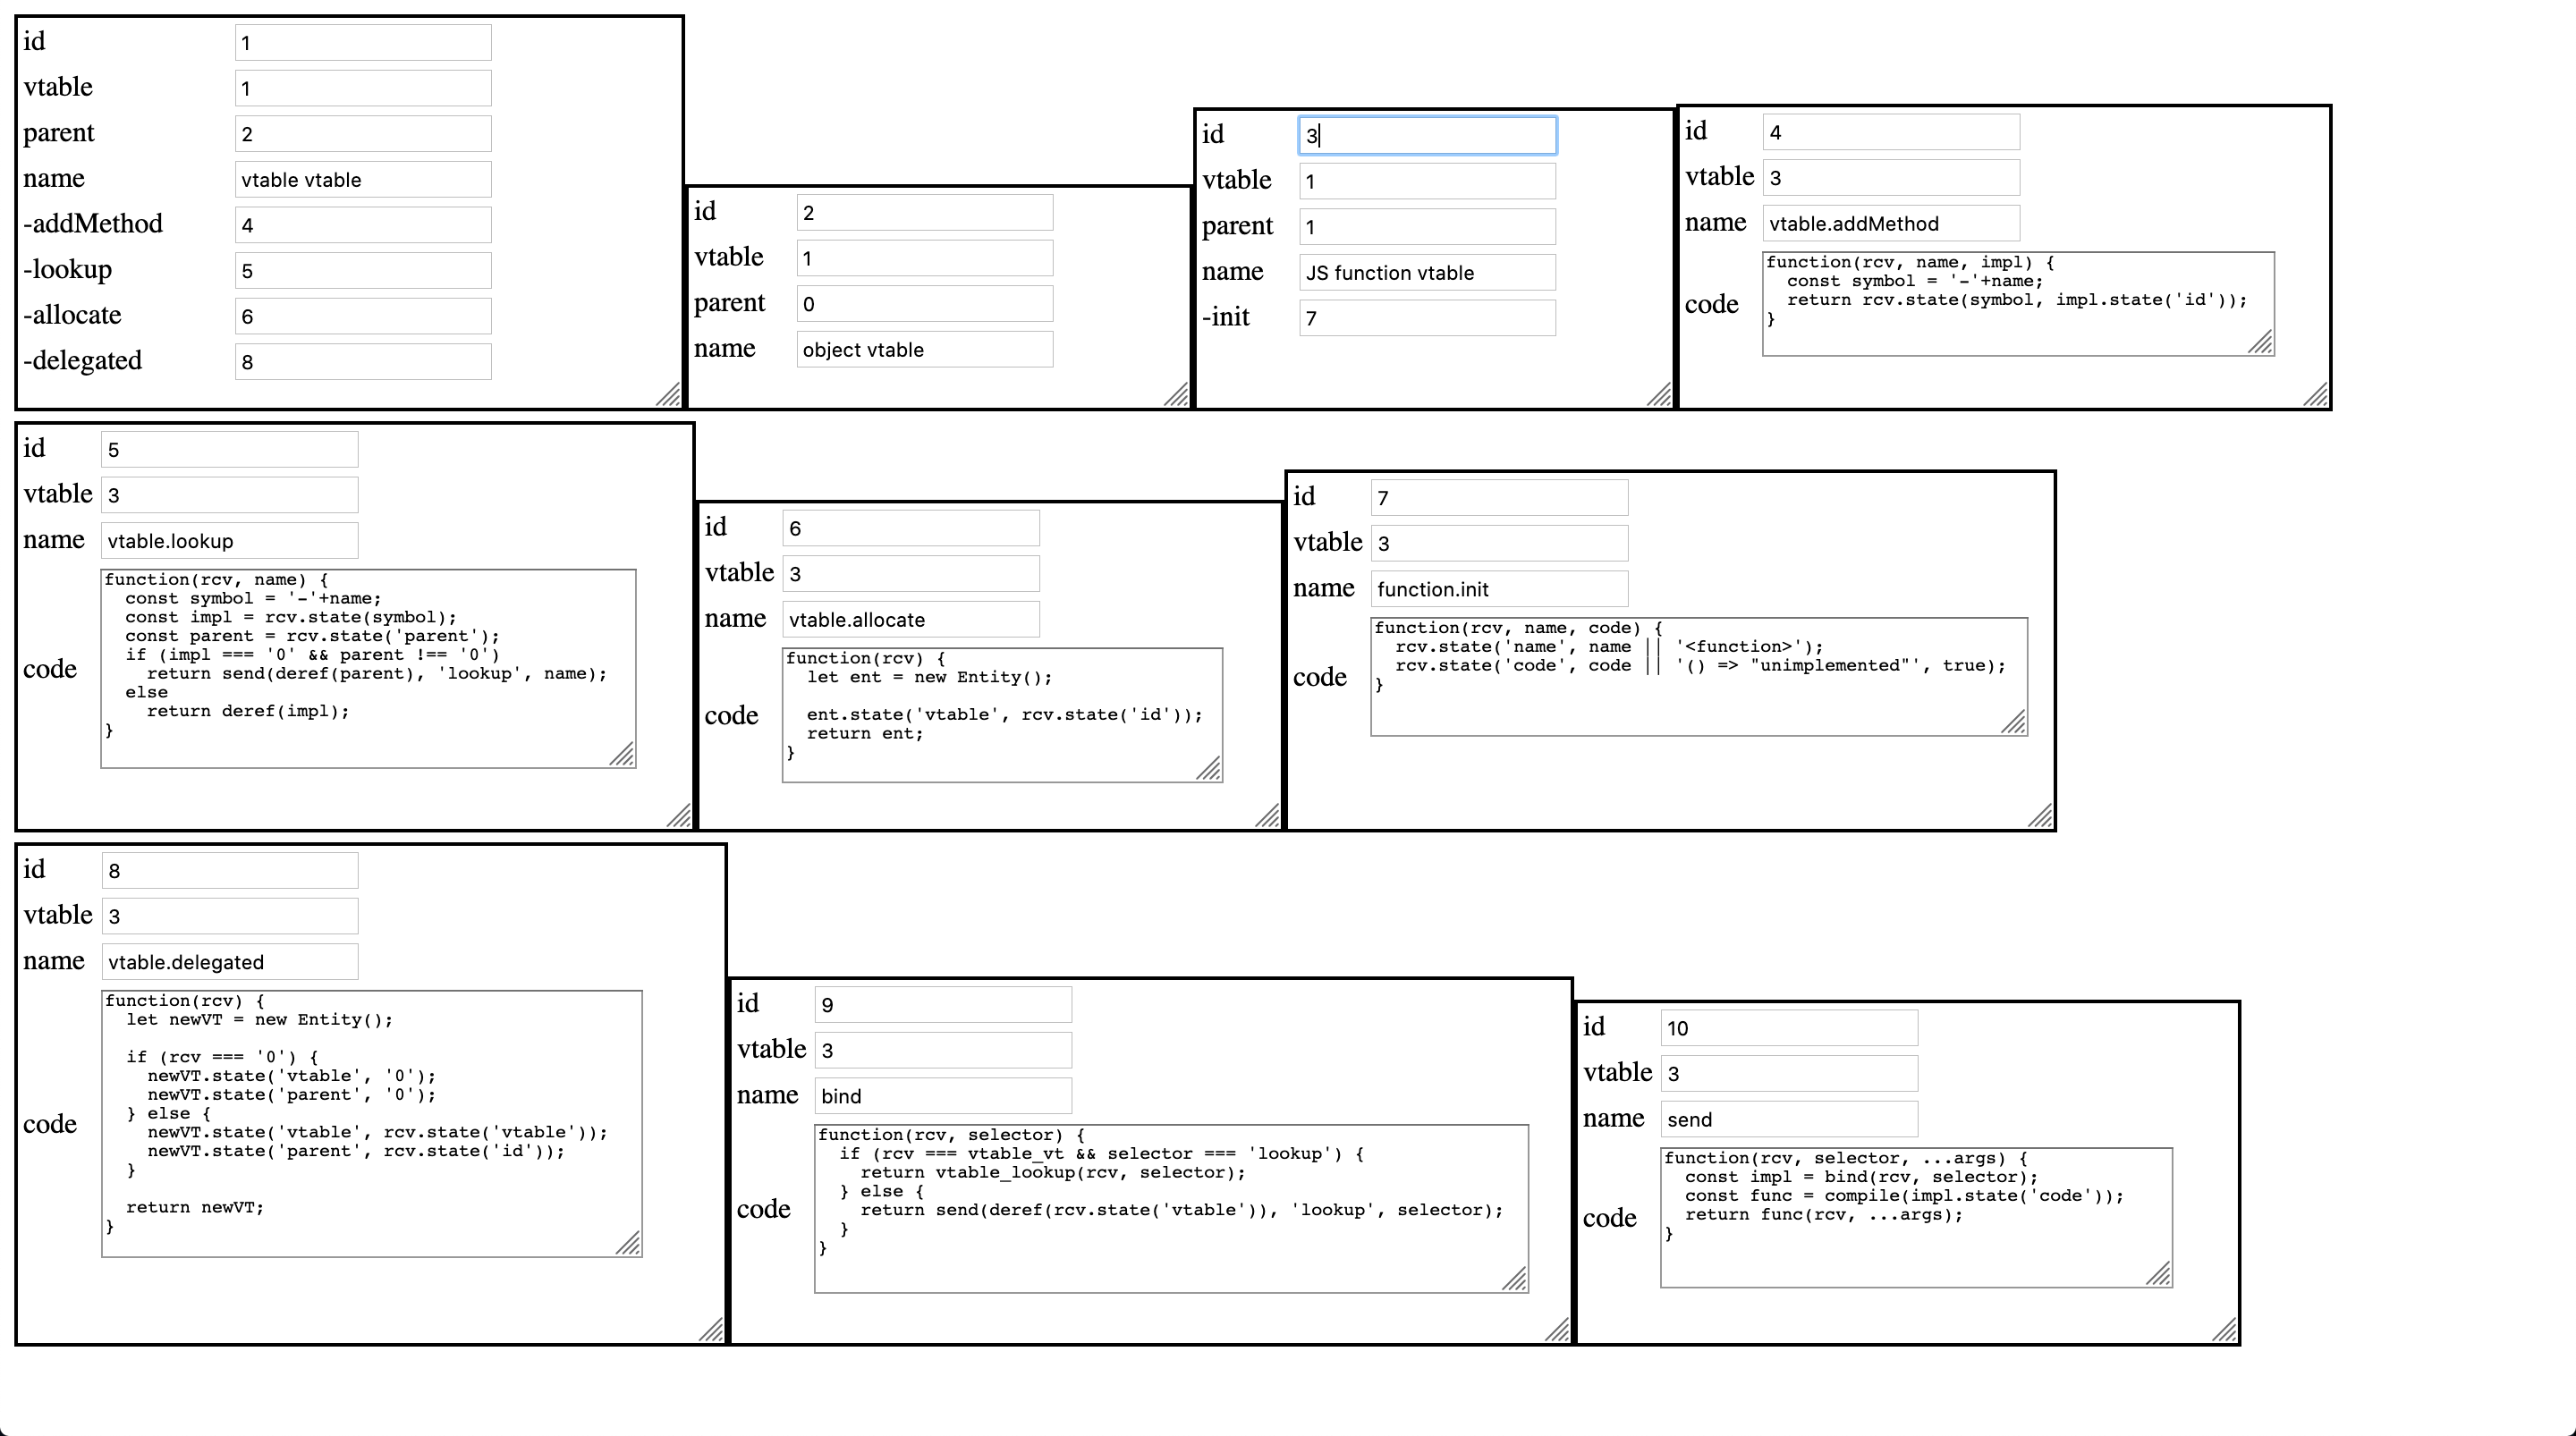 id 1
vtable 1
parent 2
name vtable vtable
-addMethod 4
-lookup 5
-allocate 6
-delegated 8
id 2
vtable 1
parent 0
name object vtable
id 3
vtable 1
parent 1
name JS function vtable
-init 7
id 4
vtable 3
name vtable.addMethod
code
function(rcv, name, impl) {
  const symbol = '-'+name;
  return rcv.state(symbol, impl.state('id'));
}
id 5
vtable 3
name vtable.lookup
code
function(rcv, name) {
  const symbol = '-'+name;
  const impl = rcv.state(symbol);
  const parent = rcv.state('parent');
  if (impl === '0' && parent !== '0')
    return send(deref(parent), 'lookup', name);
  else
    return deref(impl);
}
id 6
vtable 3
name vtable.allocate
code
function(rcv) {
  let ent = new Entity();
  ent.state('vtable', rcv.state('id'));
  return ent;
}
id 7
vtable 3
name function.init
code
function(rcv, name, code) {
  rcv.state('name', name || '<function>');
  rcv.state('code', code || '() => "unimplemented"', true);
}
id 8
vtable 3
name vtable.delegated
code
function(rcv) {
  let newVT = new Entity();
  if (rcv === '0') {
    newVT.state('vtable', '0');
    newVT.state('parent', '0');
  } else {
    newVT.state('vtable', rcv.state('vtable'));
    newVT.state('parent', rcv.state('id'));
  }
  return newVT;
}
id 9
vtable 3
name bind
code
function(rcv, selector) {
  if (rcv === vtable_vt && selector === 'lookup') {
    return vtable_lookup(rcv, selector);
  } else {
    return send(deref(rcv.state('vtable')), 'lookup', selector);
  }
}
id 10
vtable 3
name send
code
function(rcv, selector, ...args) {
  const impl = bind(rcv, selector);
  const func = compile(impl.state('code'));
  return func(rcv, ...args);
}